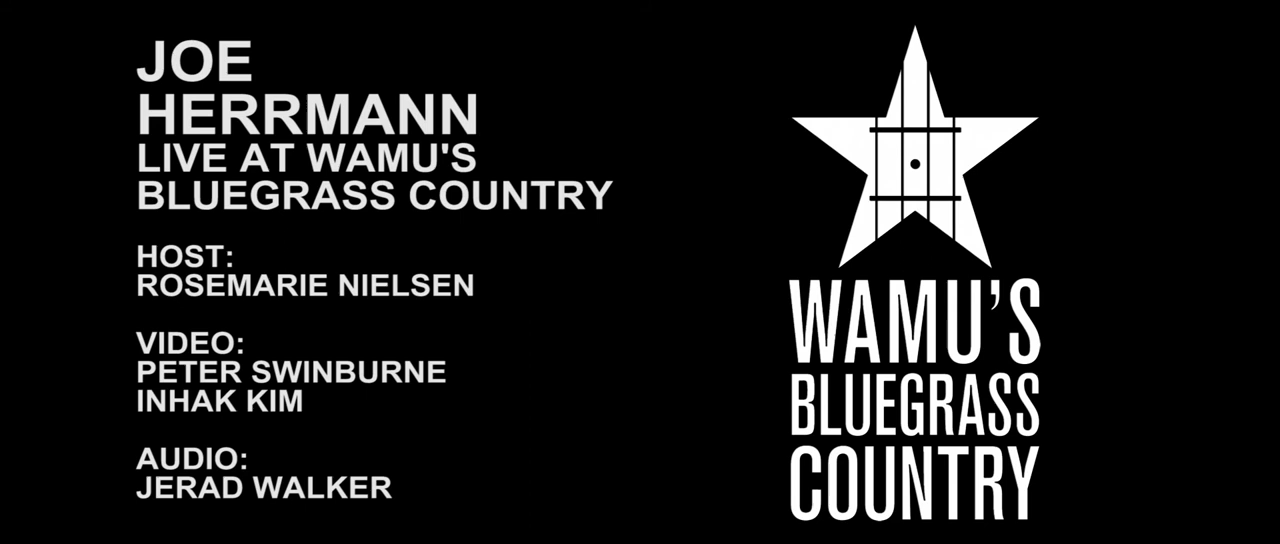 JOE
HERRMANN
LIVE AT WAMU'S
BLUEGRASS COUNTRY
HOST:
ROSEMARIE NIELSEN
VIDEO:
PETER SWINBURNE
INHAK KIM
AUDIO:
JERAD WALKER
WAMU'S
BLUEGRASS
COUNTRY